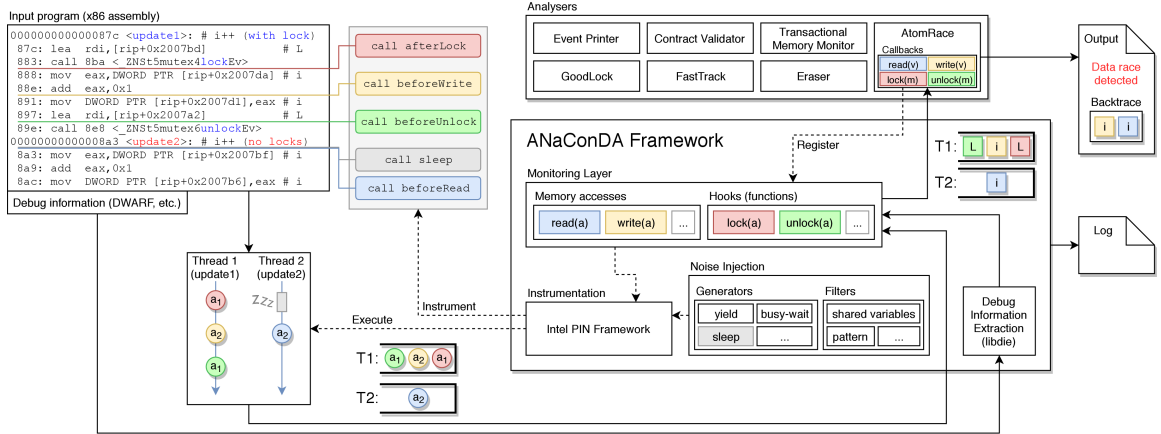 Input program (x86 assembly)
000000000000087c <update1>: # i++ (with lock)
87c: lea rdi,[rip+0x2007bd] # L
883: call 8ba <_ZNSt5mutex4lockEv>
888: mov eax,DWORD PTR [rip+0x2007da] # i
88e: add eax,0x1
891: mov DWORD PTR [rip+0x2007d1],eax # i
897: lea rdi,[rip+0x2007a2] # L
89e: call 8e8 <_ZNSt5mutex6unlockEv>
00000000000008a3 <update2>: # i++ (no locks)
8a3: mov eax,DWORD PTR [rip+0x2007bf] # i
8a9: add eax,0x1
8ac: mov DWORD PTR [rip+0x2007b6],eax # i
Debug information (DWARF, etc.)
call afterLock
call beforeWrite
call beforeUnlock
call sleep
call beforeRead
Analysers
Event Printer
Contract Validator
Transactional
Memory Monitor
GoodLock
FastTrack
Eraser
AtomRace
Callbacks
read(v)
write(v)
lock(m)
unlock(m)
Output
Data race
detected
Backtrace
i
i
ANaConDA Framework
Register
T1:
L
i
L
T2:
i
Monitoring Layer
Memory accesses
read(a)
write(a)
...
Hooks (functions)
lock(a)
unlock(a)
...
Log
Noise Injection
Generators
yield
busy-wait
sleep
...
Filters
shared variables
pattern
...
Instrumentation
Intel PIN Framework
Debug
Information
Extraction
(libdie)
Instrument
Execute
Thread 1
(update1)
Thread 2
(update2)
a1
a2
a1
zzz
a2
T1:
a1
a2
a1
T2:
a2